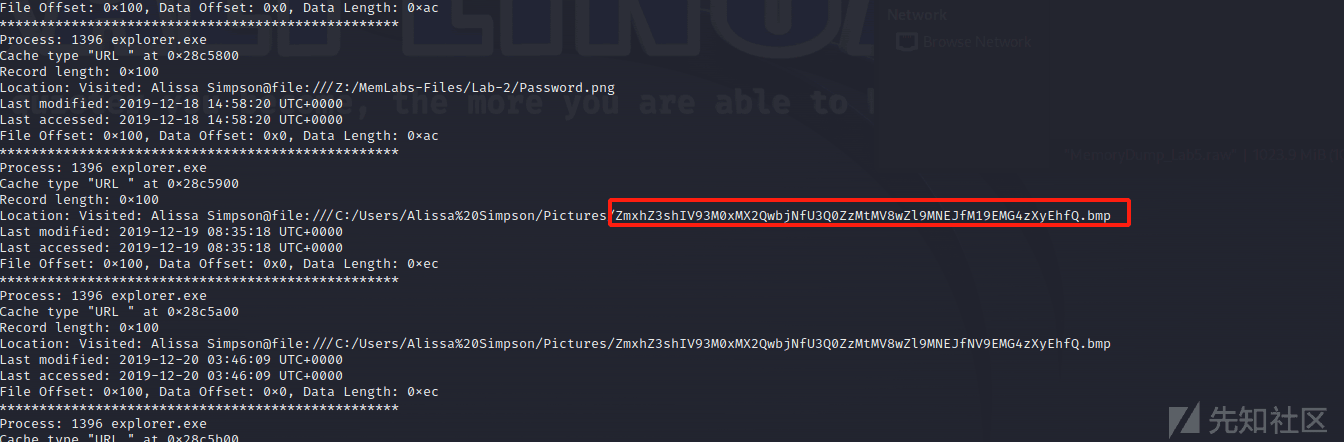 File Offset: 0×100, Data Offset: 0×0, Data Length: 0×ac
**************************************************
Process: 1396 explorer.exe
Cache type "URL " at 0×28c5800
Record length: 0×100
Location: Visited: Alissa Simpson@file:///Z:/MemLabs-Files/Lab-2/Password.png
Last modified: 2019-12-18 14:58:20 UTC+0000
Last accessed: 2019-12-18 14:58:20 UTC+0000
File Offset: 0×100, Data Offset: 0×0, Data Length: 0×ac
**************************************************
Process: 1396 explorer.exe
Cache type "URL " at 0×28c5900
Record length: 0×100
Location: Visited: Alissa Simpson@file:///C:/Users/Alissa%20Simpson/Pictures/ZmxhZ3shIV93M0xMX2QwbjNfU3Q0ZzMtMV8wZl9MNEJfM19EMG4zXyEhfQ.bmp
Last modified: 2019-12-19 08:35:18 UTC+0000
Last accessed: 2019-12-19 08:35:18 UTC+0000
File Offset: 0×100, Data Offset: 0×0, Data Length: 0×ec
**************************************************
Process: 1396 explorer.exe
Cache type "URL " at 0×28c5a00
Record length: 0×100
Location: Visited: Alissa Simpson@file:///C:/Users/Alissa%20Simpson/Pictures/ZmxhZ3shIV93M0xMX2QwbjNfU3Q0ZzMtMV8wZl9MNEJfNV9EMG4zXyEhfQ.bmp
Last modified: 2019-12-20 03:46:09 UTC+0000
Last accessed: 2019-12-20 03:46:09 UTC+0000
File Offset: 0×100, Data Offset: 0×0, Data Length: 0×ec
**************************************************
Process: 1396 explorer.exe
Cache type "URL " at 0×28c5b00
Network
Browse Network
, the more you are able to
先知社区